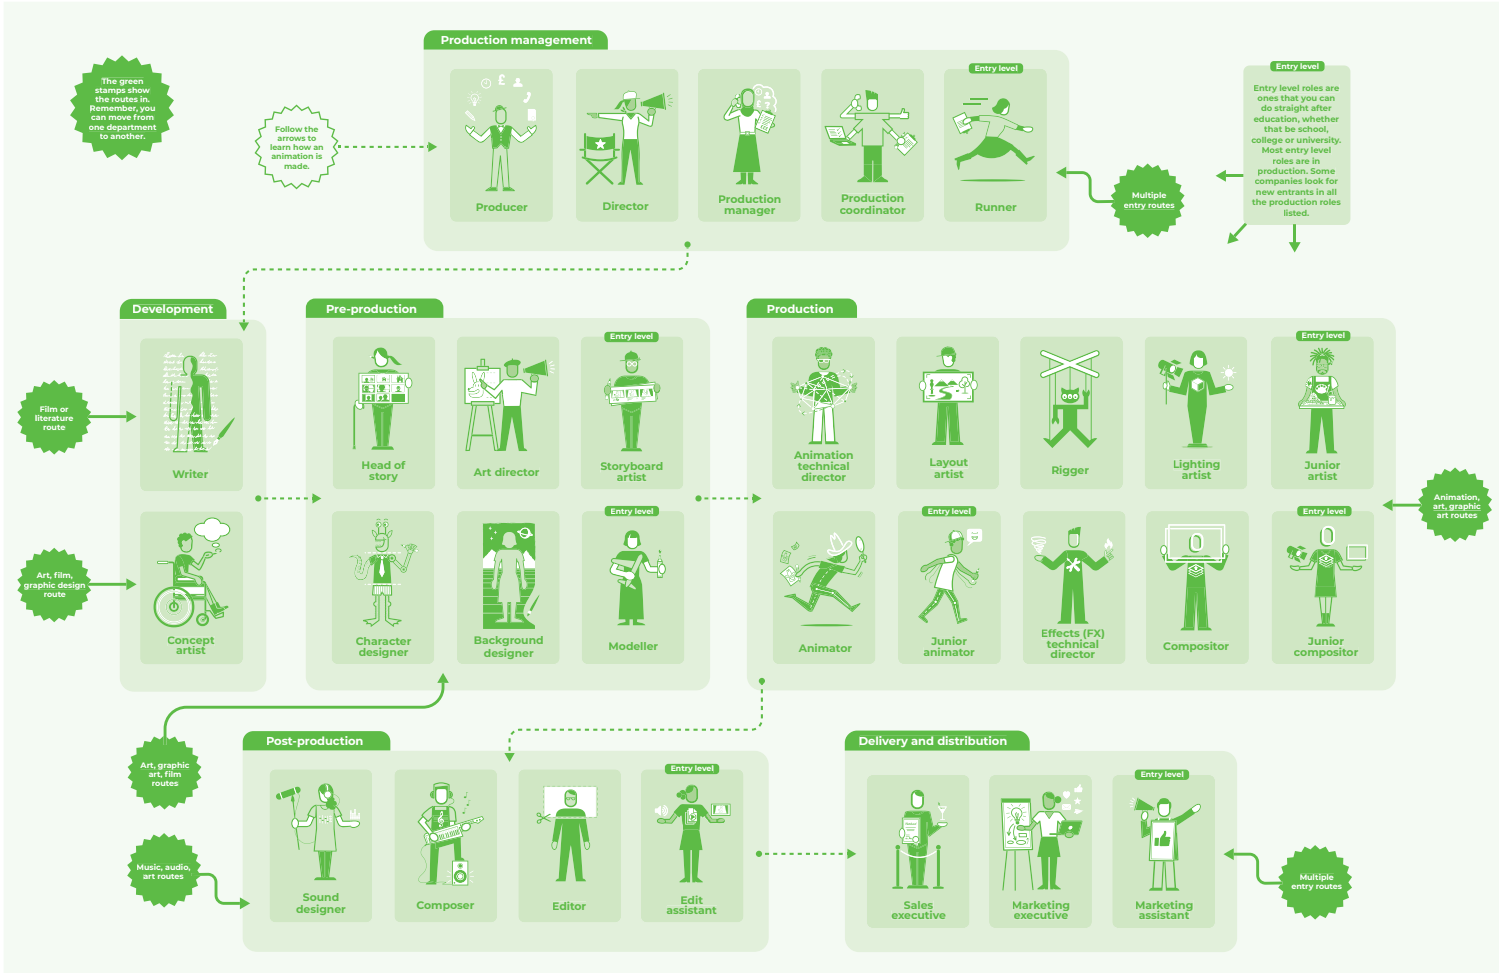 Production management
The green
stamps show
the routes in.
Remember, you
can move from
one department
to another.
Follow the
arrows to
learn how an
animation is
made.
Producer
Director
Production
manager
Production
coordinator
Entry level
Runner
Multiple
entry routes
Entry level
Entry level roles are
ones that you can
do straight after
education, whether
that be school,
college or university.
Most entry level
roles are in
production. Some
companies look for
new entrants in all
the production roles
listed.
Development
Film or
literature
route
Writer
Art, film,
graphic design
route
Concept
artist
Pre-production
Head of
story
Art director
Entry level
Storyboard
artist
Character
designer
Background
designer
Entry level
Modeller
Production
Animation
technical
director
Layout
artist
Rigger
Lighting
artist
Entry level
Junior
artist
Animator
Entry level
Junior
animator
Effects (FX)
technical
director
Compositor
Entry level
Junior
compositor
Animation,
art, graphic
art routes
Art, graphic
art, film
routes
Music, audio,
art routes
Post-production
Sound
designer
Composer
Editor
Entry level
Edit
assistant
Delivery and distribution
Sales
executive
Marketing
executive
Entry level
Marketing
assistant
Multiple
entry routes